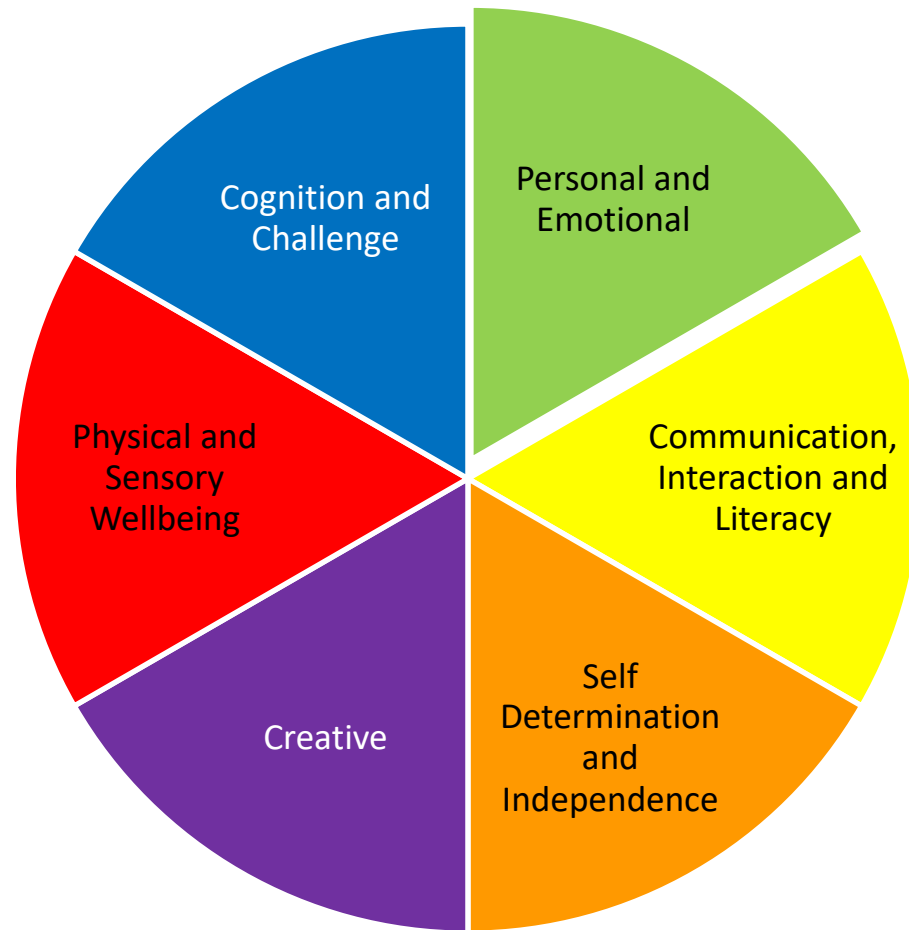 Personal and
Emotional
Communication,
Interaction and
Literacy
Self
Determination
and
Independence
Creative
Physical and
Sensory
Wellbeing
Cognition and
Challenge